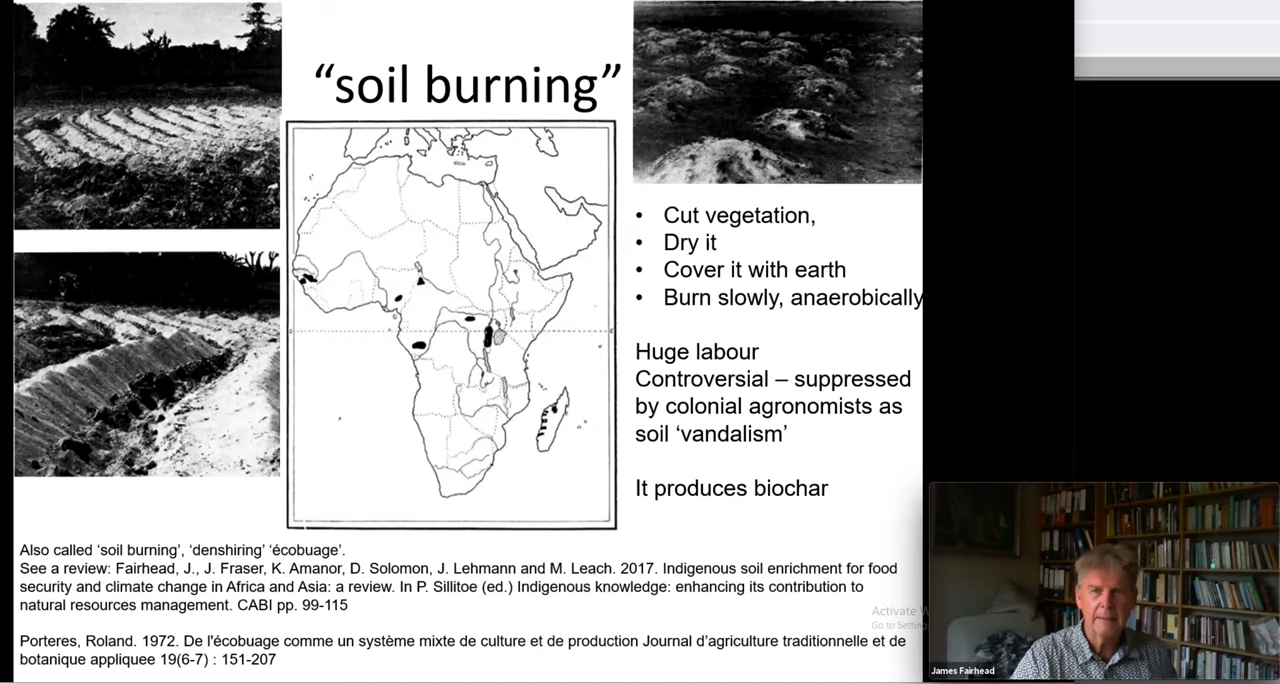 “soil burning”
• Cut vegetation,
• Dry it
• Cover it with earth
• Burn slowly, anaerobically
Huge labour
Controversial – suppressed
by colonial agronomists as
soil ‘vandalism’
It produces biochar
Also called ‘soil burning’, ‘denshiring’ ‘écobuage’.
See a review: Fairhead, J., J. Fraser, K. Amanor, D. Solomon, J. Lehmann and M. Leach. 2017. Indigenous soil enrichment for food
security and climate change in Africa and Asia: a review. In P. Sillitoe (ed.) Indigenous knowledge: enhancing its contribution to
natural resources management. CABI pp. 99-115
Porteres, Roland. 1972. De l'écobuage comme un système mixte de culture et de production Journal d’agriculture traditionnelle et de
botanique appliquee 19(6-7) : 151-207
Activate
Go to Setting
James Fairhead